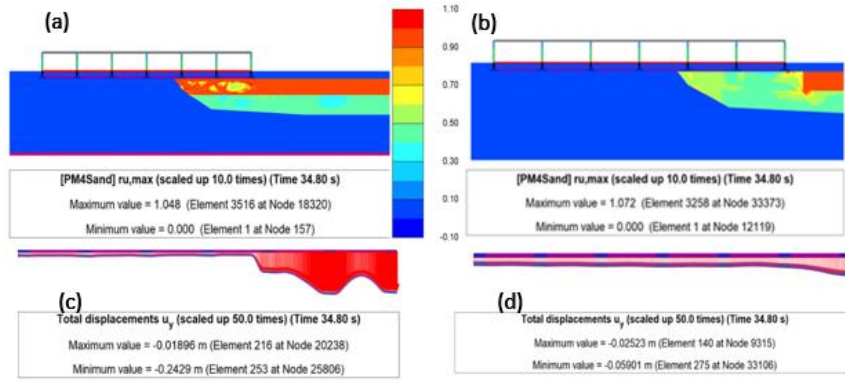 (a)
1.10
0.90
0.70
0.50
0.30
0.10
-0.10
(b)
[PM4Sand] ru,max (scaled up 10.0 times) (Time 34.80 s)
Maximum value = 1.048 (Element 3516 at Node 18320)
Minimum value = 0.000 (Element 1 at Node 157)
[PM4Sand] ru,max (scaled up 10.0 times) (Time 34.80 s)
Maximum value = 1.072 (Element 3258 at Node 33373)
Minimum value = 0.000 (Element 1 at Node 12119)
(c)
Total displacements uy (scaled up 50.0 times) (Time 34.80 s)
Maximum value = -0.01896 m (Element 216 at Node 20238)
Minimum value = -0.2429 m (Element 253 at Node 25806)
(d)
Total displacements uy (scaled up 50.0 times) (Time 34.80 s)
Maximum value = -0.02523 m (Element 140 at Node 9315)
Minimum value = -0.05901 m (Element 275 at Node 33106)